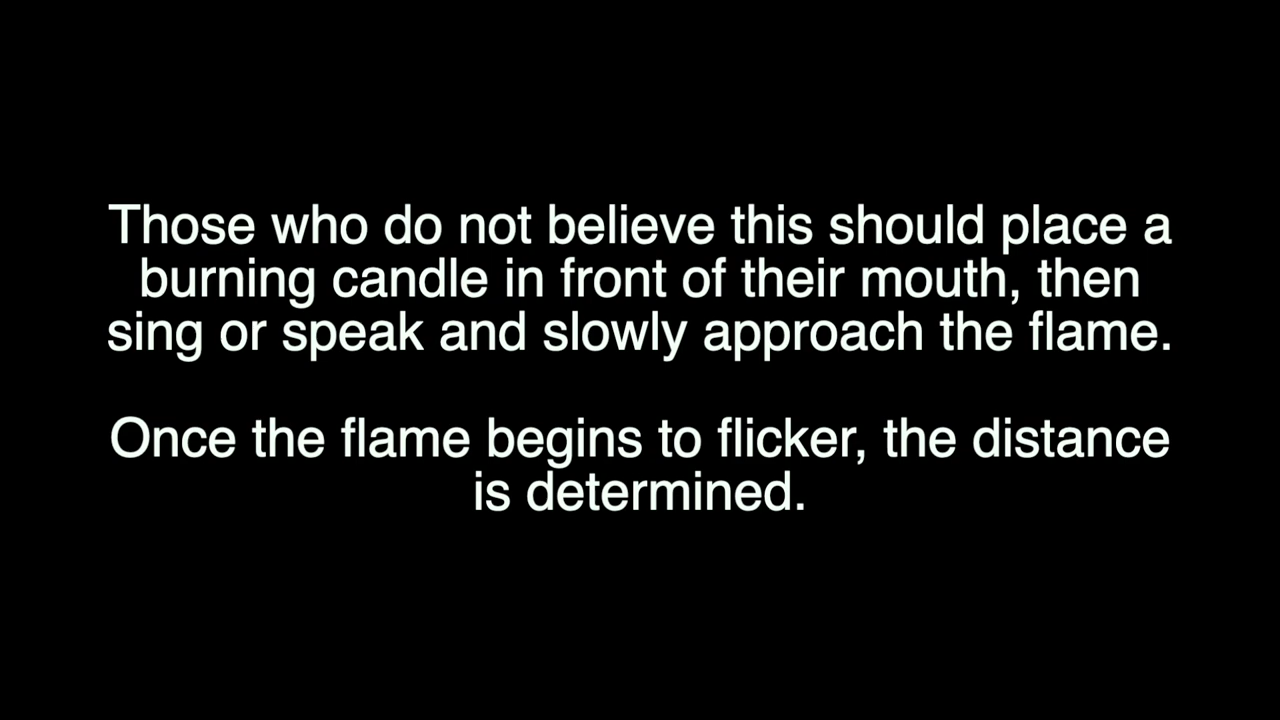 Those who do not believe this should place a
burning candle in front of their mouth, then
sing or speak and slowly approach the flame.
Once the flame begins to flicker, the distance
is determined.